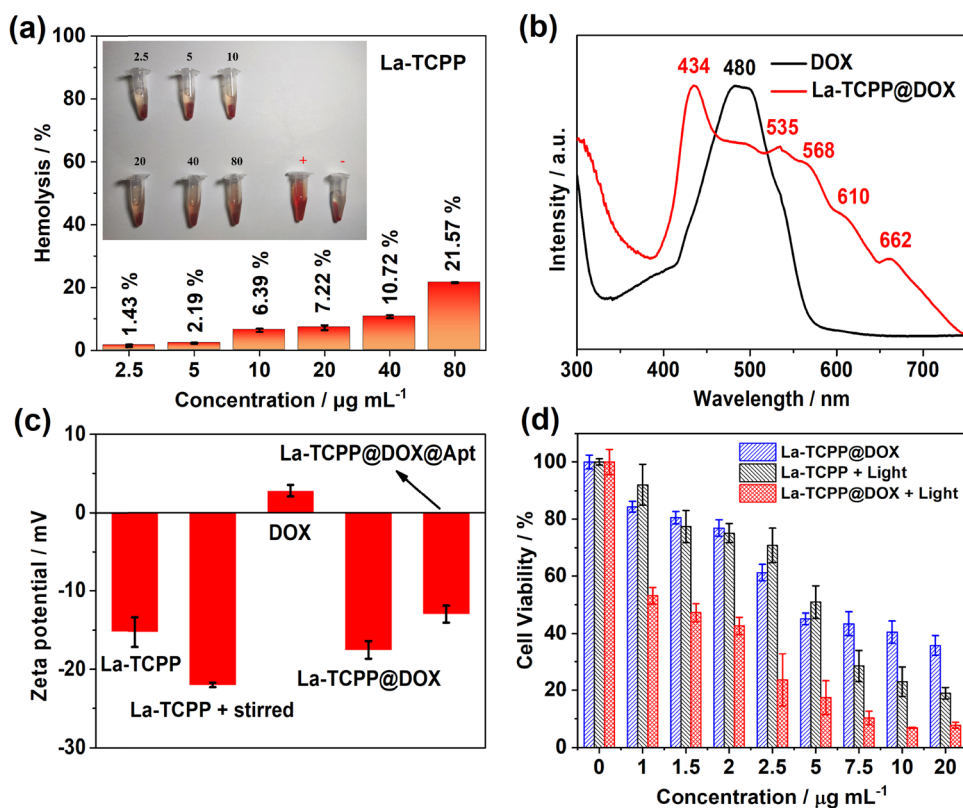 (a)
La-TCPP
2.5 5 10
20 40 80 + -
100
80
60
40
20
0
1.43 %
2.19 %
6.39 %
7.22 %
10.72 %
21.57 %
2.5 5 10 20 40 80
Hemolysis / %
Concentration / µg mL⁻¹
(b)
434 480
DOX
La-TCPP@DOX
535
568
610
662
Intensity / a.u.
300 400 500 600 700
Wavelength / nm
(c)
10
0
-10
-20
-30
Zeta potential / mV
La-TCPP@DOX@Apt
DOX
La-TCPP
La-TCPP + stirred
La-TCPP@DOX
(d)
La-TCPP@DOX
La-TCPP + Light
La-TCPP@DOX + Light
100
80
60
40
20
0
Cell Viability / %
0 1 1.5 2 2.5 5 7.5 10 20
Concentration / µg mL⁻¹